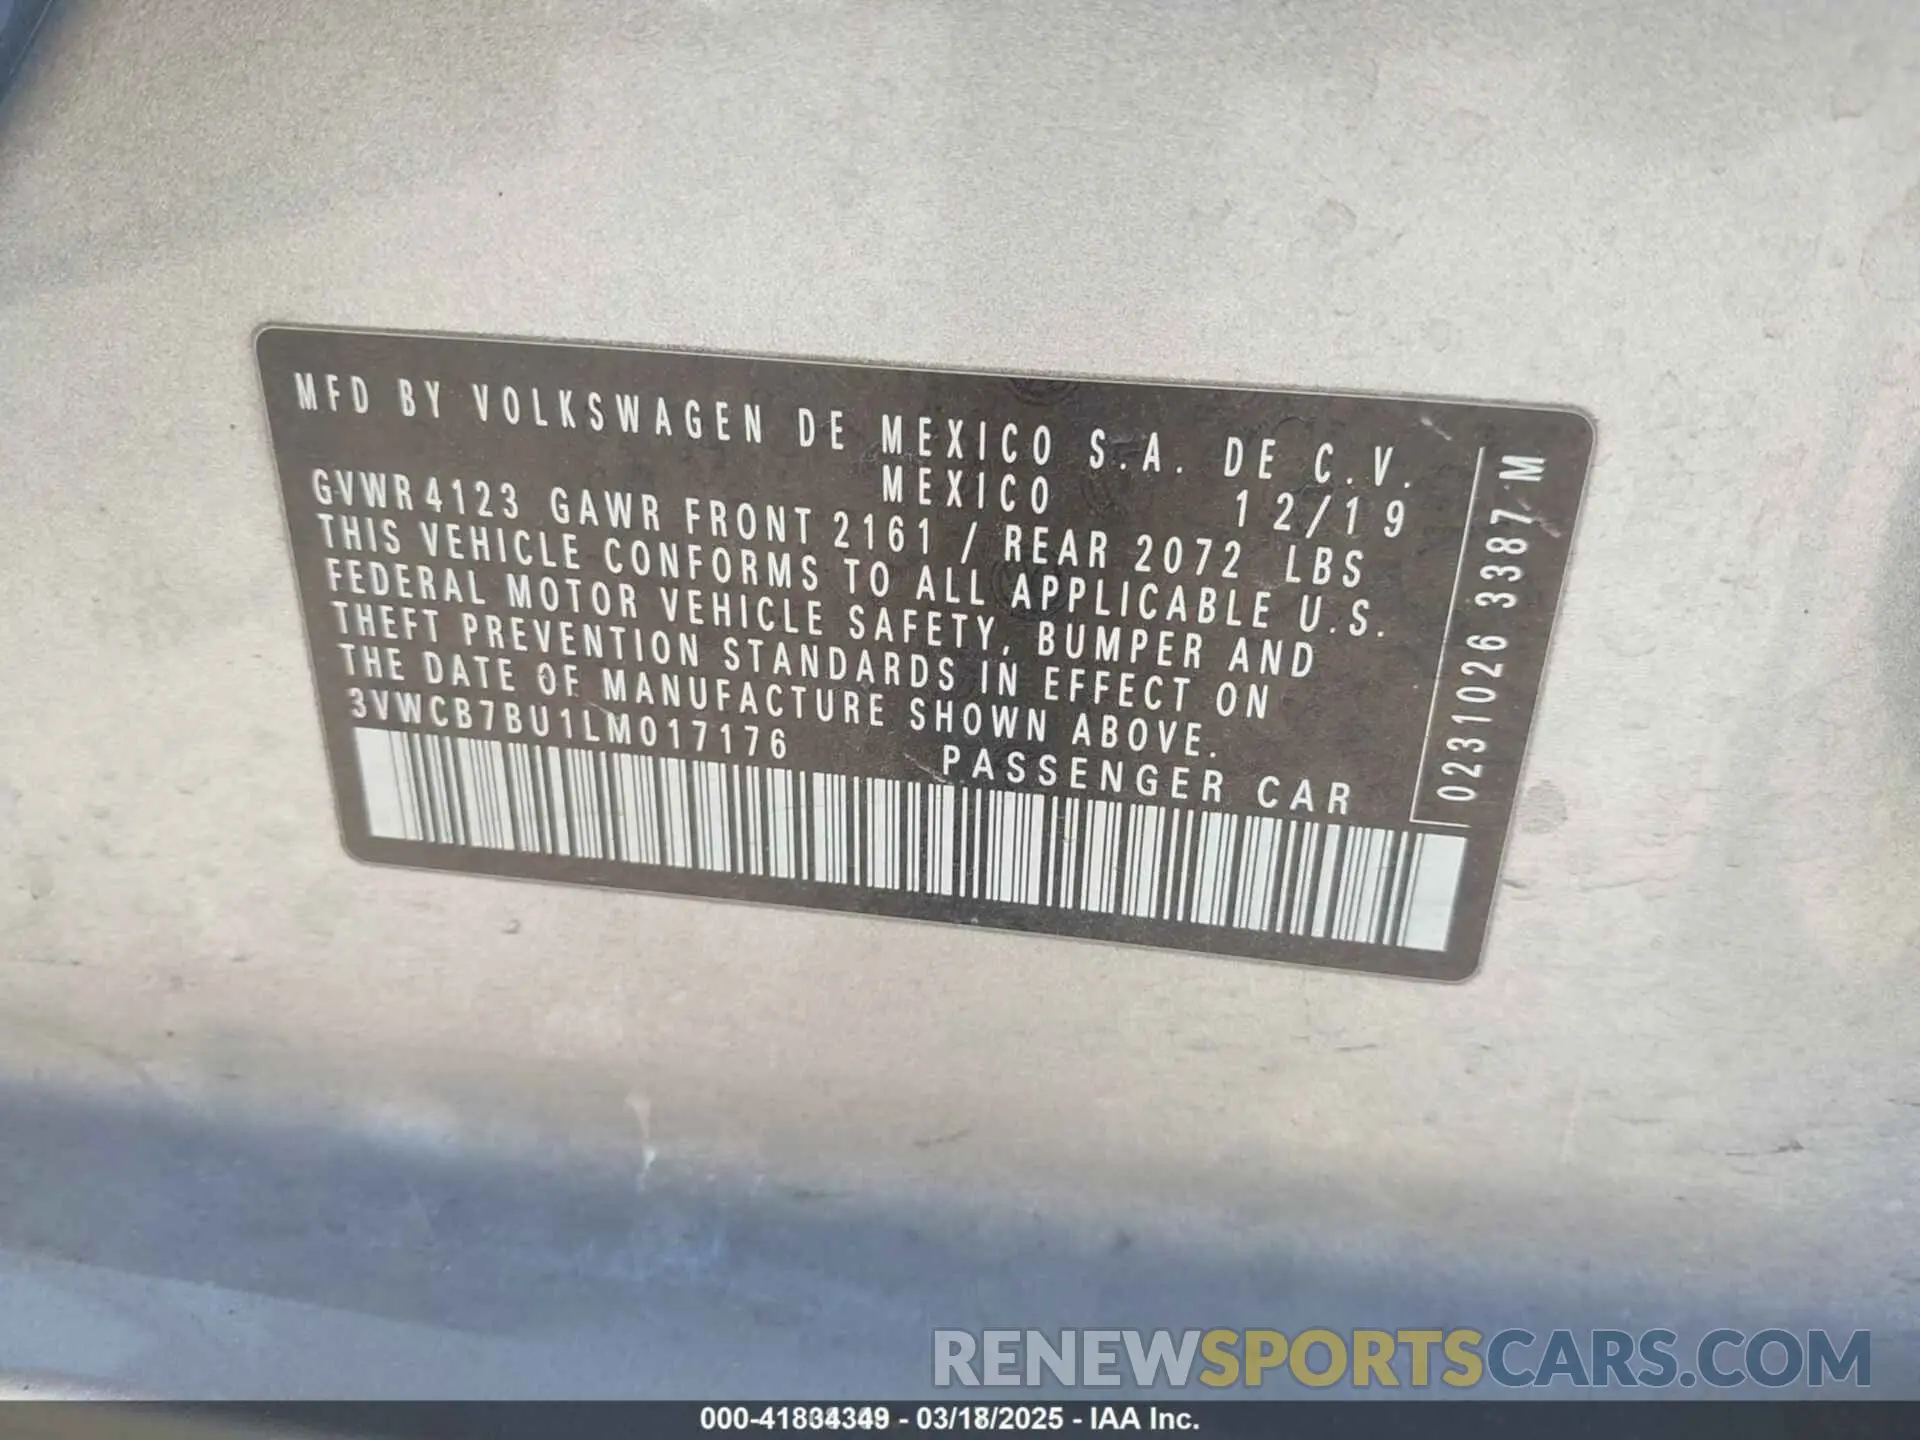 MFD BY VOLKSWAGEN DE MEXICO S.A. DE C.V.
MEXICO 12/19
GVWR 4123 GAWR FRONT 2161 / REAR 2072 LBS
THIS VEHICLE CONFORMS TO ALL APPLICABLE U.S.
FEDERAL MOTOR VEHICLE SAFETY, BUMPER AND
THEFT PREVENTION STANDARDS IN EFFECT ON
THE DATE OF MANUFACTURE SHOWN ABOVE.
3VWCB7BU1LM017176 PASSENGER CAR
0231026 3387 M
RENEWSPORTSCARS.COM
- 03/18/2025 - IAA Inc.